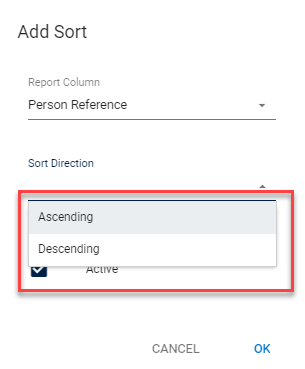 Add Sort
Report Column
Person Reference
Sort Direction
Ascending
Descending
Active
CANCEL OK